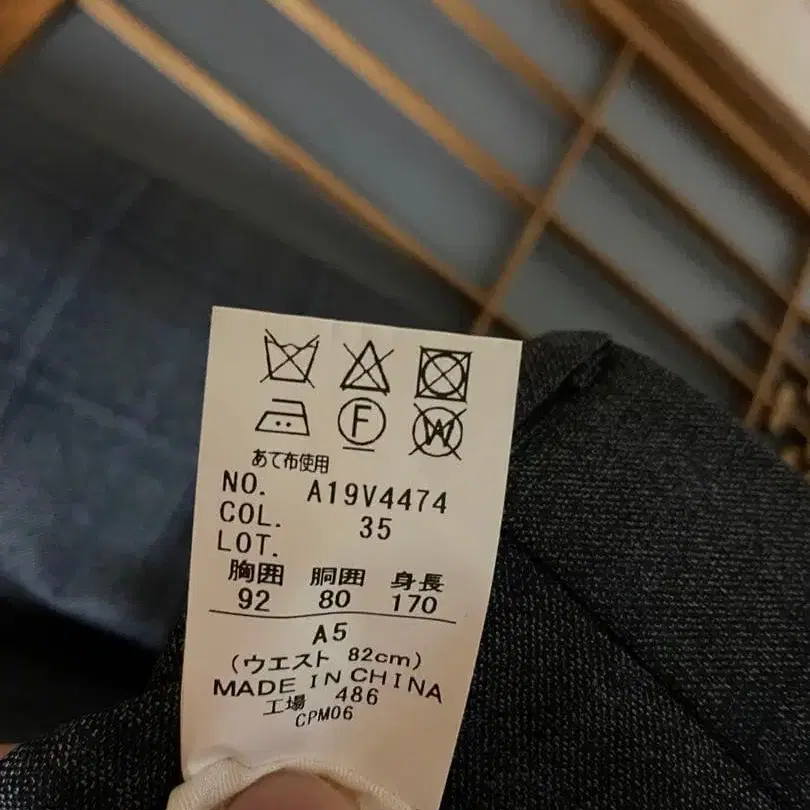 F W
あて布使用
NO. A19V4474
COL. 35
LOT.
胸囲 胴囲 身長
92 80 170
A5
(ウエスト 82cm)
MADE IN CHINA
工場 486
CPM06